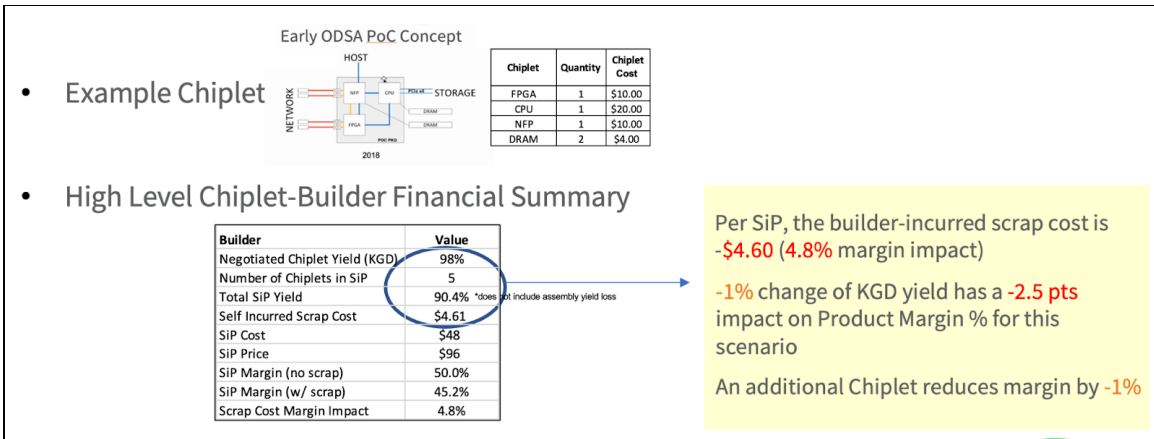 Early ODSA PoC Concept
HOST
NETWORK
NFP
CPU
PCIe x4
STORAGE
DRAM
DRAM
FPGA
POC PKG
2018
Chiplet Quantity Chiplet Cost
FPGA 1 $10.00
CPU 1 $20.00
NFP 1 $10.00
DRAM 2 $4.00
• Example Chiplet
• High Level Chiplet-Builder Financial Summary
Builder Value
Negotiated Chiplet Yield (KGD) 98%
Number of Chiplets in SiP 5
Total SiP Yield 90.4% *does not include assembly yield loss
Self Incurred Scrap Cost $4.61
SiP Cost $48
SiP Price $96
SiP Margin (no scrap) 50.0%
SiP Margin (w/ scrap) 45.2%
Scrap Cost Margin Impact 4.8%
Per SiP, the builder-incurred scrap cost is
-$4.60 (4.8% margin impact)
-1% change of KGD yield has a -2.5 pts
impact on Product Margin % for this
scenario
An additional Chiplet reduces margin by -1%